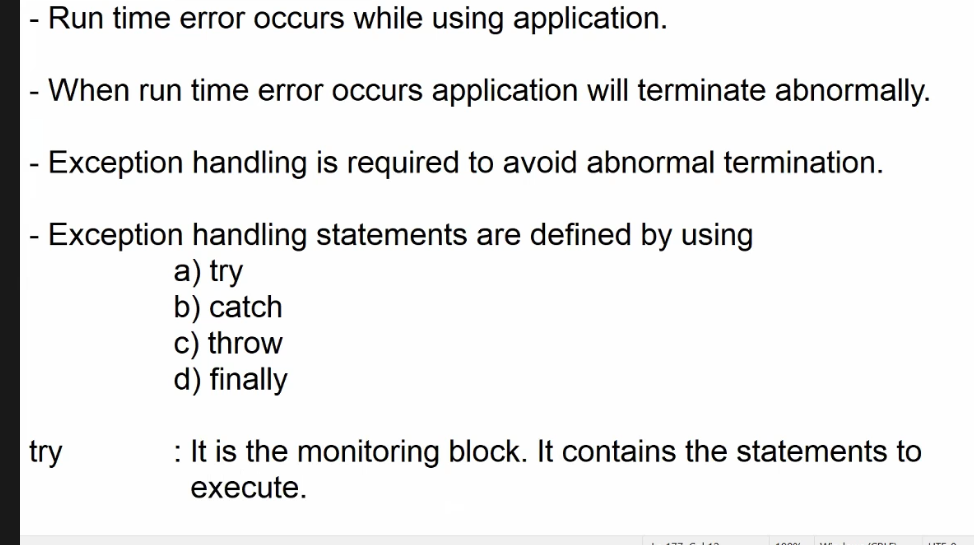 - Run time error occurs while using application.
- When run time error occurs application will terminate abnormally.
- Exception handling is required to avoid abnormal termination.
- Exception handling statements are defined by using
a) try
b) catch
c) throw
d) finally
try : It is the monitoring block. It contains the statements to
execute.